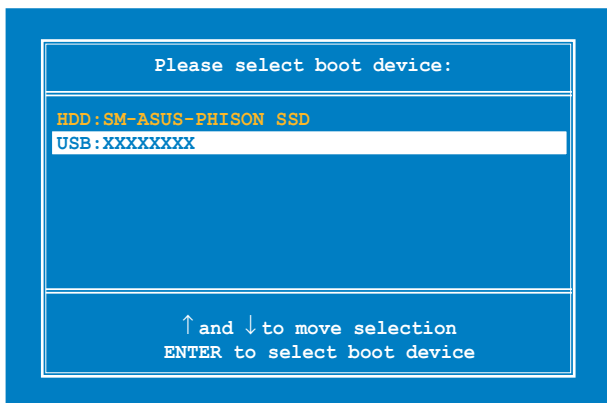 Please select boot device:
HDD:SM-ASUS-PHISON SSD
USB:XXXXXXXX
↑ and ↓ to move selection
ENTER to select boot device